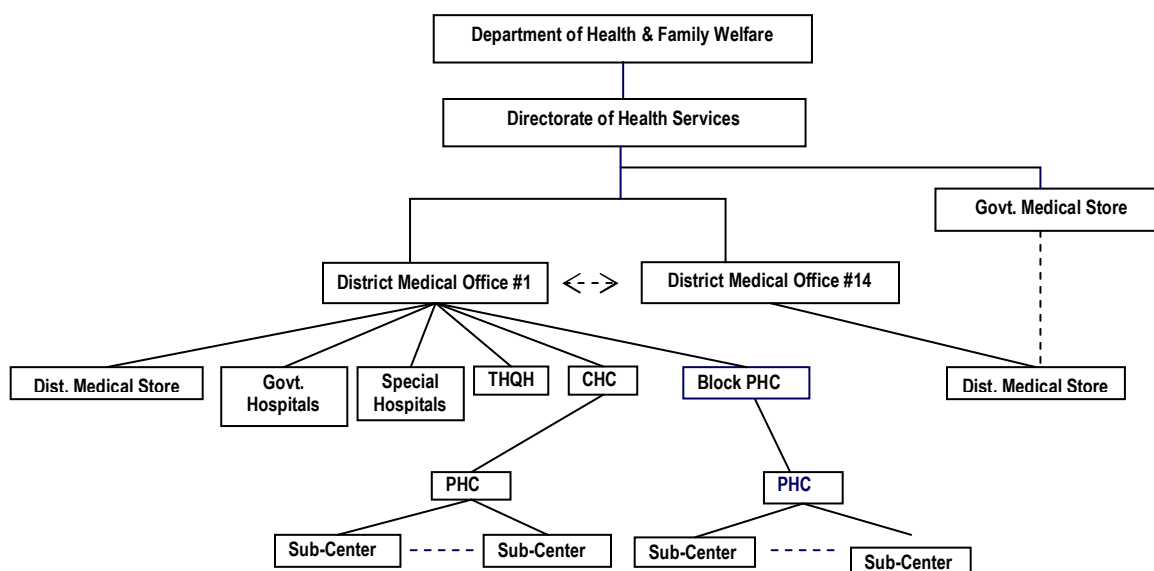 Department of Health & Family Welfare
Directorate of Health Services
Govt. Medical Store
District Medical Office #1
District Medical Office #14
Dist. Medical Store
Govt.
Hospitals
Special
Hospitals
THQH
CHC
Block PHC
Dist. Medical Store
PHC
PHC
Sub-Center
Sub-Center
Sub-Center
Sub-Center